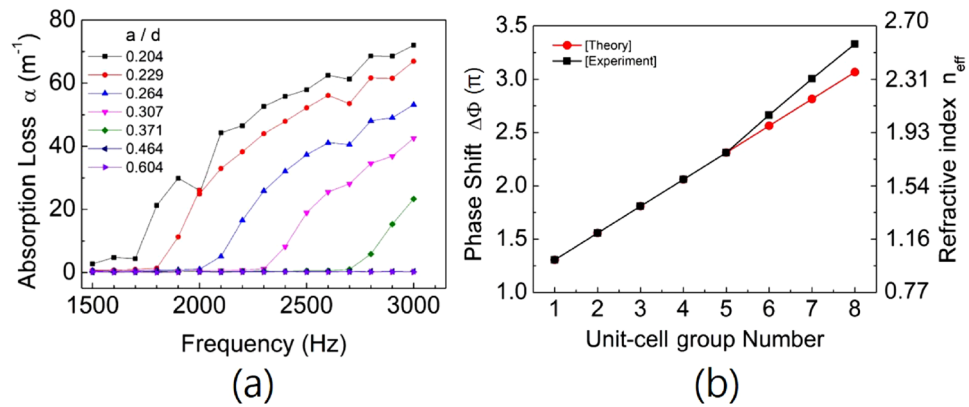 80
60
40
20
0
Absorption Loss α (m⁻¹)
a / d
0.204
0.229
0.264
0.307
0.371
0.464
0.604
1500 2000 2500 3000
Frequency (Hz)
(a)
3.5
3.0
2.5
2.0
1.5
1.0
Phase Shift ΔΦ (π)
[Theory]
[Experiment]
2.70
2.31
1.93
1.54
1.16
0.77
Refractive index n_eff
1 2 3 4 5 6 7 8
Unit-cell group Number
(b)